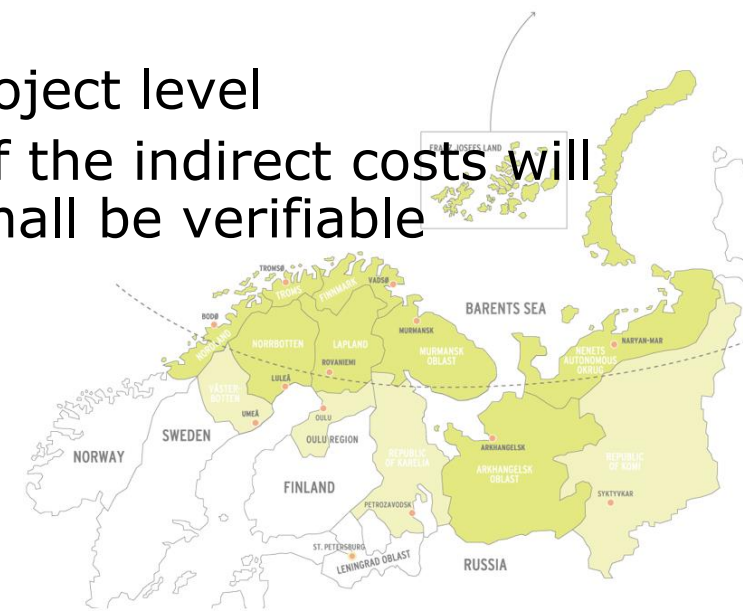 oject level
f the indirect costs will
hall be verifiable
FRANZ JOSEFS LAND
TROMSØ
TROMS
FINNMARK
VADSØ
BARENTS SEA
BODØ
NORDLAND
MURMANSK
NORRBOTTEN
LAPLAND
MURMANSK
OBLAST
NARYAN-MAR
NENETS
AUTONOMOUS
OKRUG
ROVANIEMI
LULEÅ
VÄSTER-
BOTTEN
UMEÅ
OULU
SWEDEN
OULU REGION
NORWAY
ARKHANGELSK
REPUBLIC
OF KARELIA
ARKHANGELSK
OBLAST
REPUBLIC
OF KOMI
FINLAND
SYKTYVKAR
PETROZAVODSK
ST. PETERSBURG
LENINGRAD OBLAST
RUSSIA